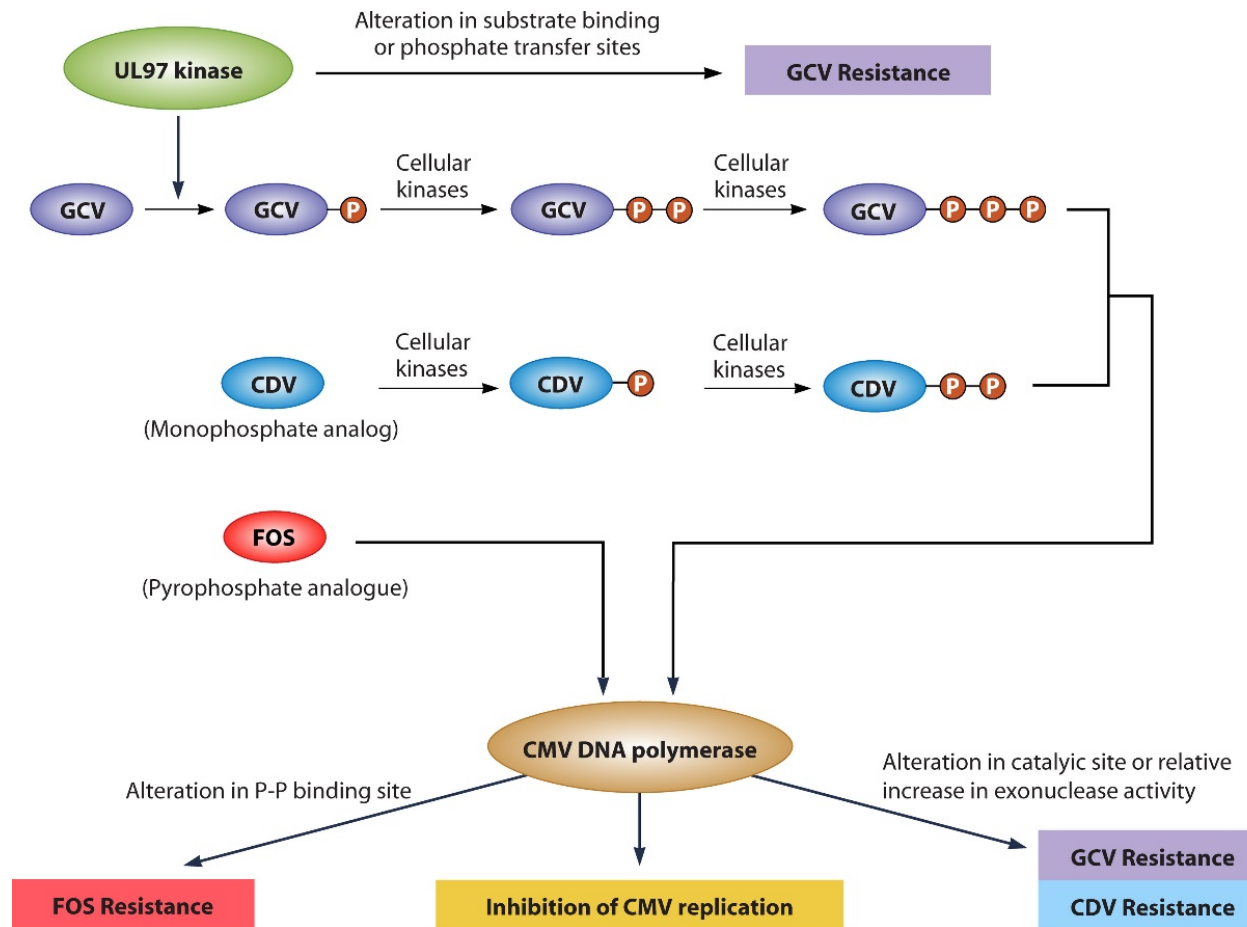 Alteration in substrate binding
or phosphate transfer sites
UL97 kinase
GCV Resistance
Cellular
kinases
Cellular
kinases
GCV
GCV
P
GCV
P P
GCV
P P P
Cellular
kinases
Cellular
kinases
CDV
CDV
P
CDV
P P
(Monophosphate analog)
FOS
(Pyrophosphate analogue)
CMV DNA polymerase
Alteration in P-P binding site
Alteration in catalyic site or relative
increase in exonuclease activity
GCV Resistance
FOS Resistance
Inhibition of CMV replication
CDV Resistance